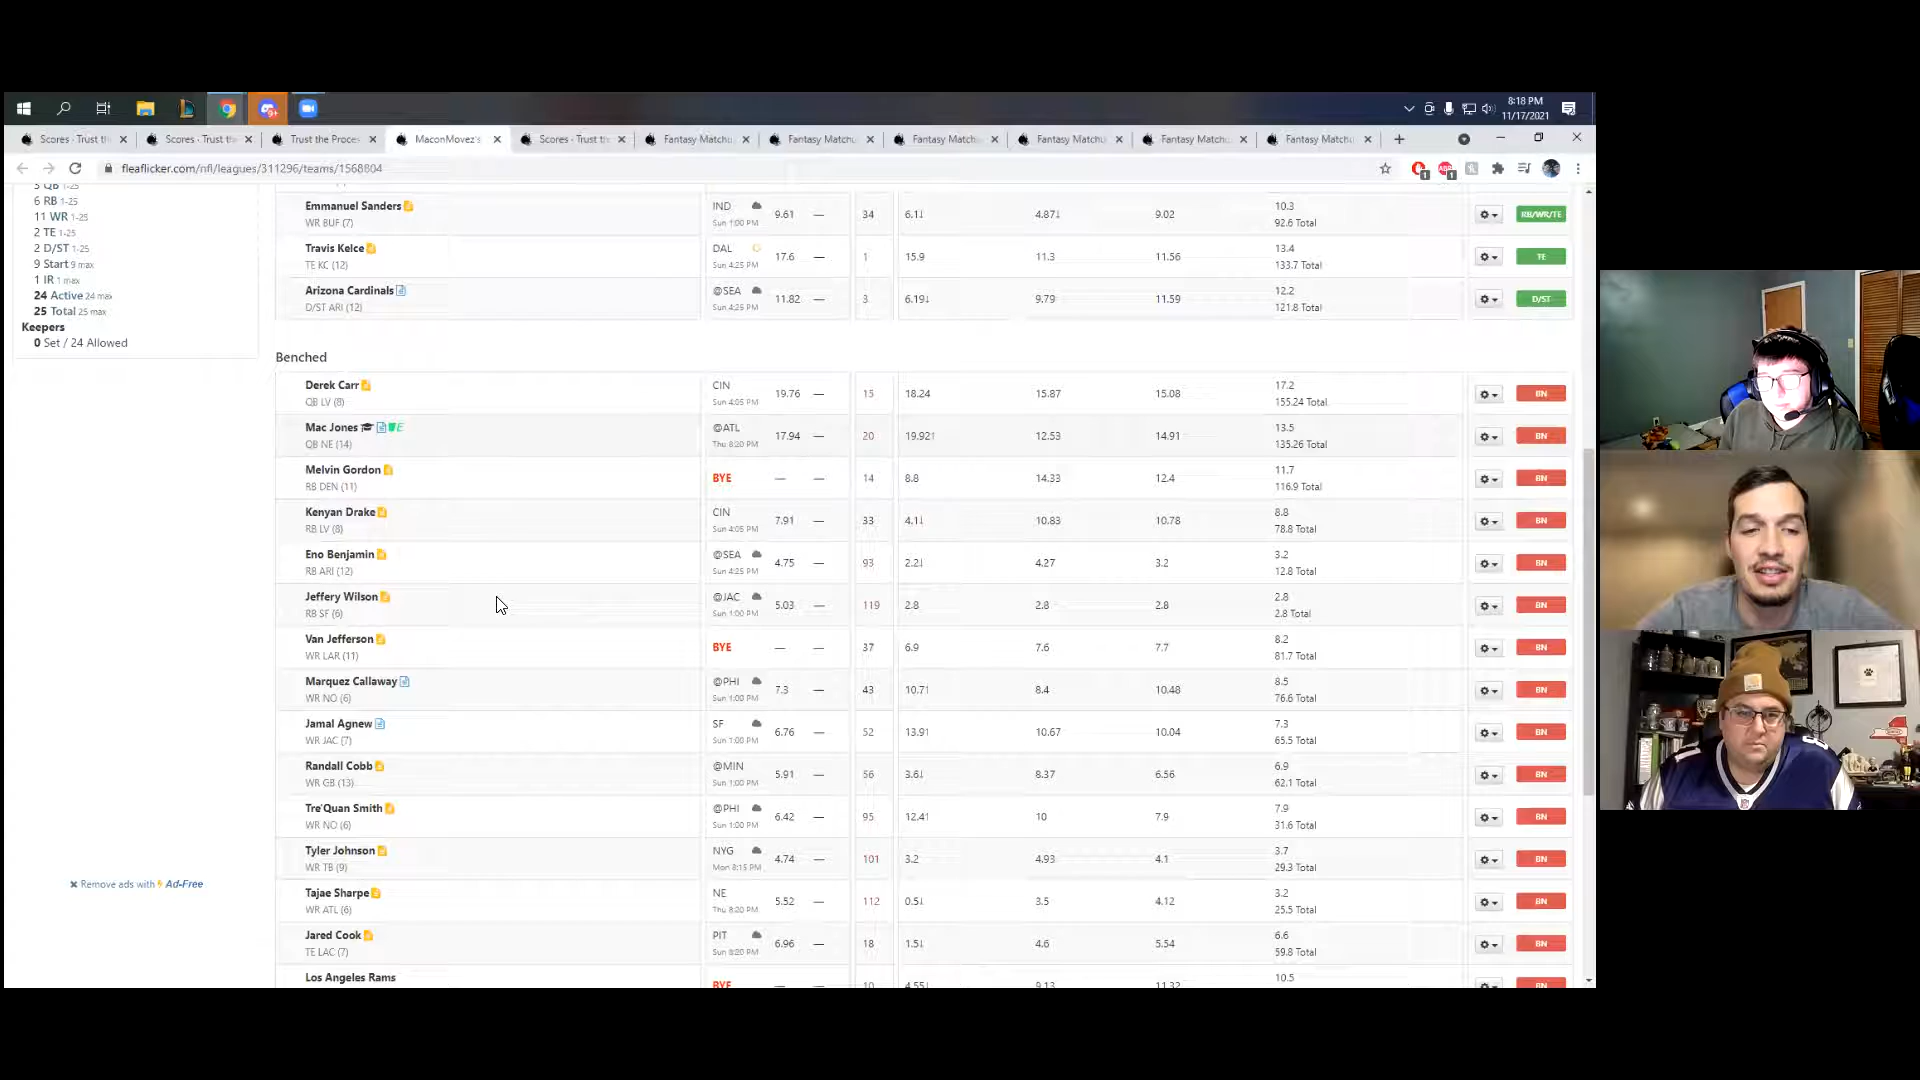 8:18 PM
11/17/2021
Scores - Trust th
Scores - Trust the
Trust the Proces
MaconMovez's
Scores - Trust th
Fantasy Matchu
Fantasy Matchu
Fantasy Match
Fantasy Matchu
Fantasy Matchu
Fantasy Matchu
fleaflicker.com/nfl/leagues/311296/teams/1568804
3 QB 1-25
6 RB 1-25
11 WR 1-25
2 TE 1-25
2 D/ST 1-25
9 Start 9 max
1 IR 1 max
24 Active 24 max
25 Total 25 max
Keepers
0 Set / 24 Allowed
Remove ads with Ad-Free
Emmanuel Sanders IND 9.61 — 34 6.1↓ 4.87↓ 9.02 10.3 RB/WR/TE
WR BUF (7) Sun 1:00 PM 92.6 Total
Travis Kelce DAL 17.6 — 1 15.9 11.3 11.56 13.4 TE
TE KC (12) Sun 4:25 PM 133.7 Total
Arizona Cardinals @SEA 11.82 — 3 6.19↓ 9.79 11.59 12.2 D/ST
D/ST ARI (12) Sun 4:25 PM 121.8 Total
Benched
Derek Carr CIN 19.76 — 15 18.24 15.87 15.08 17.2 BN
QB LV (8) Sun 4:05 PM 155.24 Total
Mac Jones E @ATL 17.94 — 20 19.92↑ 12.53 14.91 13.5 BN
QB NE (14) Thu 8:20 PM 135.26 Total
Melvin Gordon BYE — — 14 8.8 14.33 12.4 11.7 BN
RB DEN (11) 116.9 Total
Kenyan Drake CIN 7.91 — 33 4.1↓ 10.83 10.78 8.8 BN
RB LV (8) Sun 4:05 PM 78.8 Total
Eno Benjamin @SEA 4.75 — 93 2.2↓ 4.27 3.2 3.2 BN
RB ARI (12) Sun 4:25 PM 12.8 Total
Jeffery Wilson @JAC 5.03 — 119 2.8 2.8 2.8 2.8 BN
RB SF (6) Sun 1:00 PM 2.8 Total
Van Jefferson BYE — — 37 6.9 7.6 7.7 8.2 BN
WR LAR (11) 81.7 Total
Marquez Callaway @PHI 7.3 — 43 10.7↑ 8.4 10.48 8.5 BN
WR NO (6) Sun 1:00 PM 76.6 Total
Jamal Agnew SF 6.76 — 52 13.9↑ 10.67 10.04 7.3 BN
WR JAC (7) Sun 1:00 PM 65.5 Total
Randall Cobb @MIN 5.91 — 56 3.6↓ 8.37 6.56 6.9 BN
WR GB (13) Sun 1:00 PM 62.1 Total
Tre'Quan Smith @PHI 6.42 — 95 12.4↑ 10 7.9 7.9 BN
WR NO (6) Sun 1:00 PM 31.6 Total
Tyler Johnson NYG 4.74 — 101 3.2 4.93 4.1 3.7 BN
WR TB (9) Mon 8:15 PM 29.3 Total
Tajae Sharpe NE 5.52 — 112 0.5↓ 3.5 4.12 3.2 BN
WR ATL (6) Thu 8:20 PM 25.5 Total
Jared Cook PIT 6.96 — 18 1.5↓ 4.6 5.54 6.6 BN
TE LAC (7) Sun 8:20 PM 59.8 Total
Los Angeles Rams BYE — — 10 4.55↓ 9.13 11.32 10.5 BN